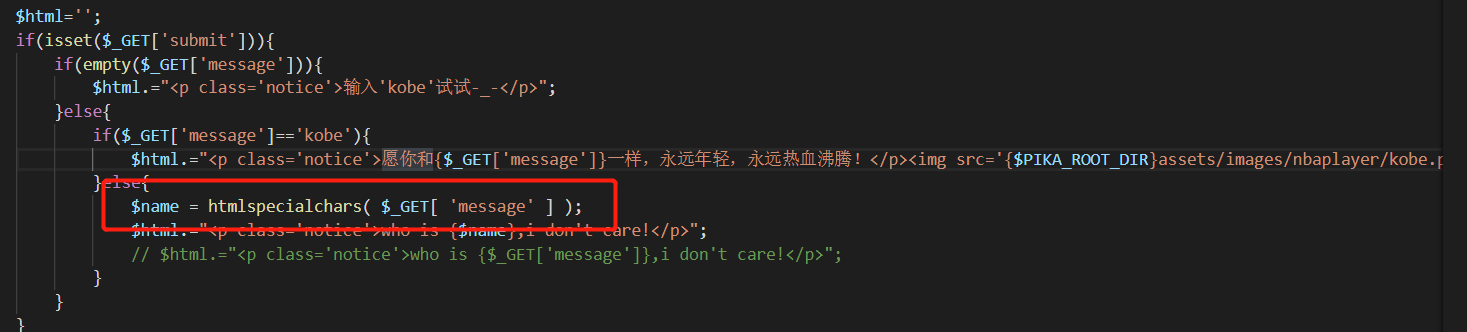 $html='';
if(isset($_GET['submit'])){
if(empty($_GET['message'])){
$html.="<p class='notice'>输入'kobe'试试-_-</p>";
}else{
if($_GET['message']=='kobe'){
$html.="<p class='notice'>愿你和{$_GET['message']}一样，永远年轻，永远热血沸腾！</p><img src='{$PIKA_ROOT_DIR}assets/images/nbaplayer/kobe.p
}else{
$name = htmlspecialchars( $_GET[ 'message' ] );
$html.="<p class='notice'>who is {$name},i don't care!</p>";
// $html.="<p class='notice'>who is {$_GET['message']},i don't care!</p>";
}
}
}